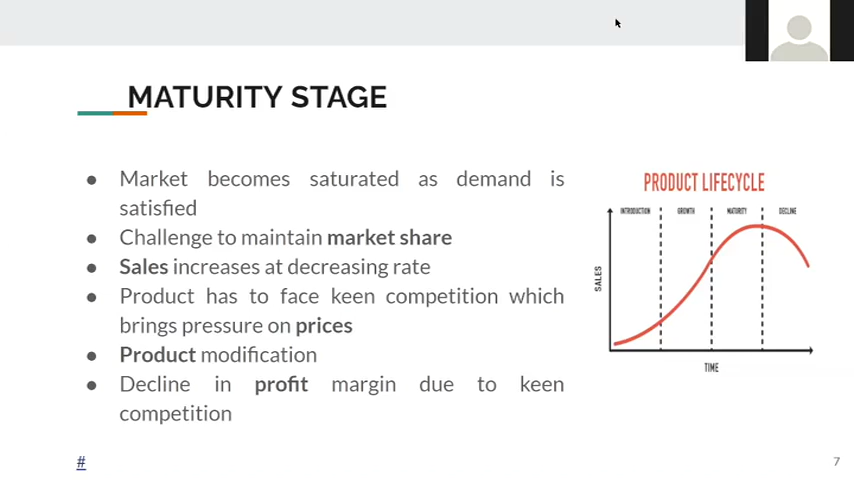 MATURITY STAGE
● Market becomes saturated as demand is
satisfied
● Challenge to maintain market share
● Sales increases at decreasing rate
● Product has to face keen competition which
brings pressure on prices
● Product modification
● Decline in profit margin due to keen
competition
PRODUCT LIFECYCLE
INTRODUCTION GROWTH MATURITY DECLINE
SALES
TIME
#
7